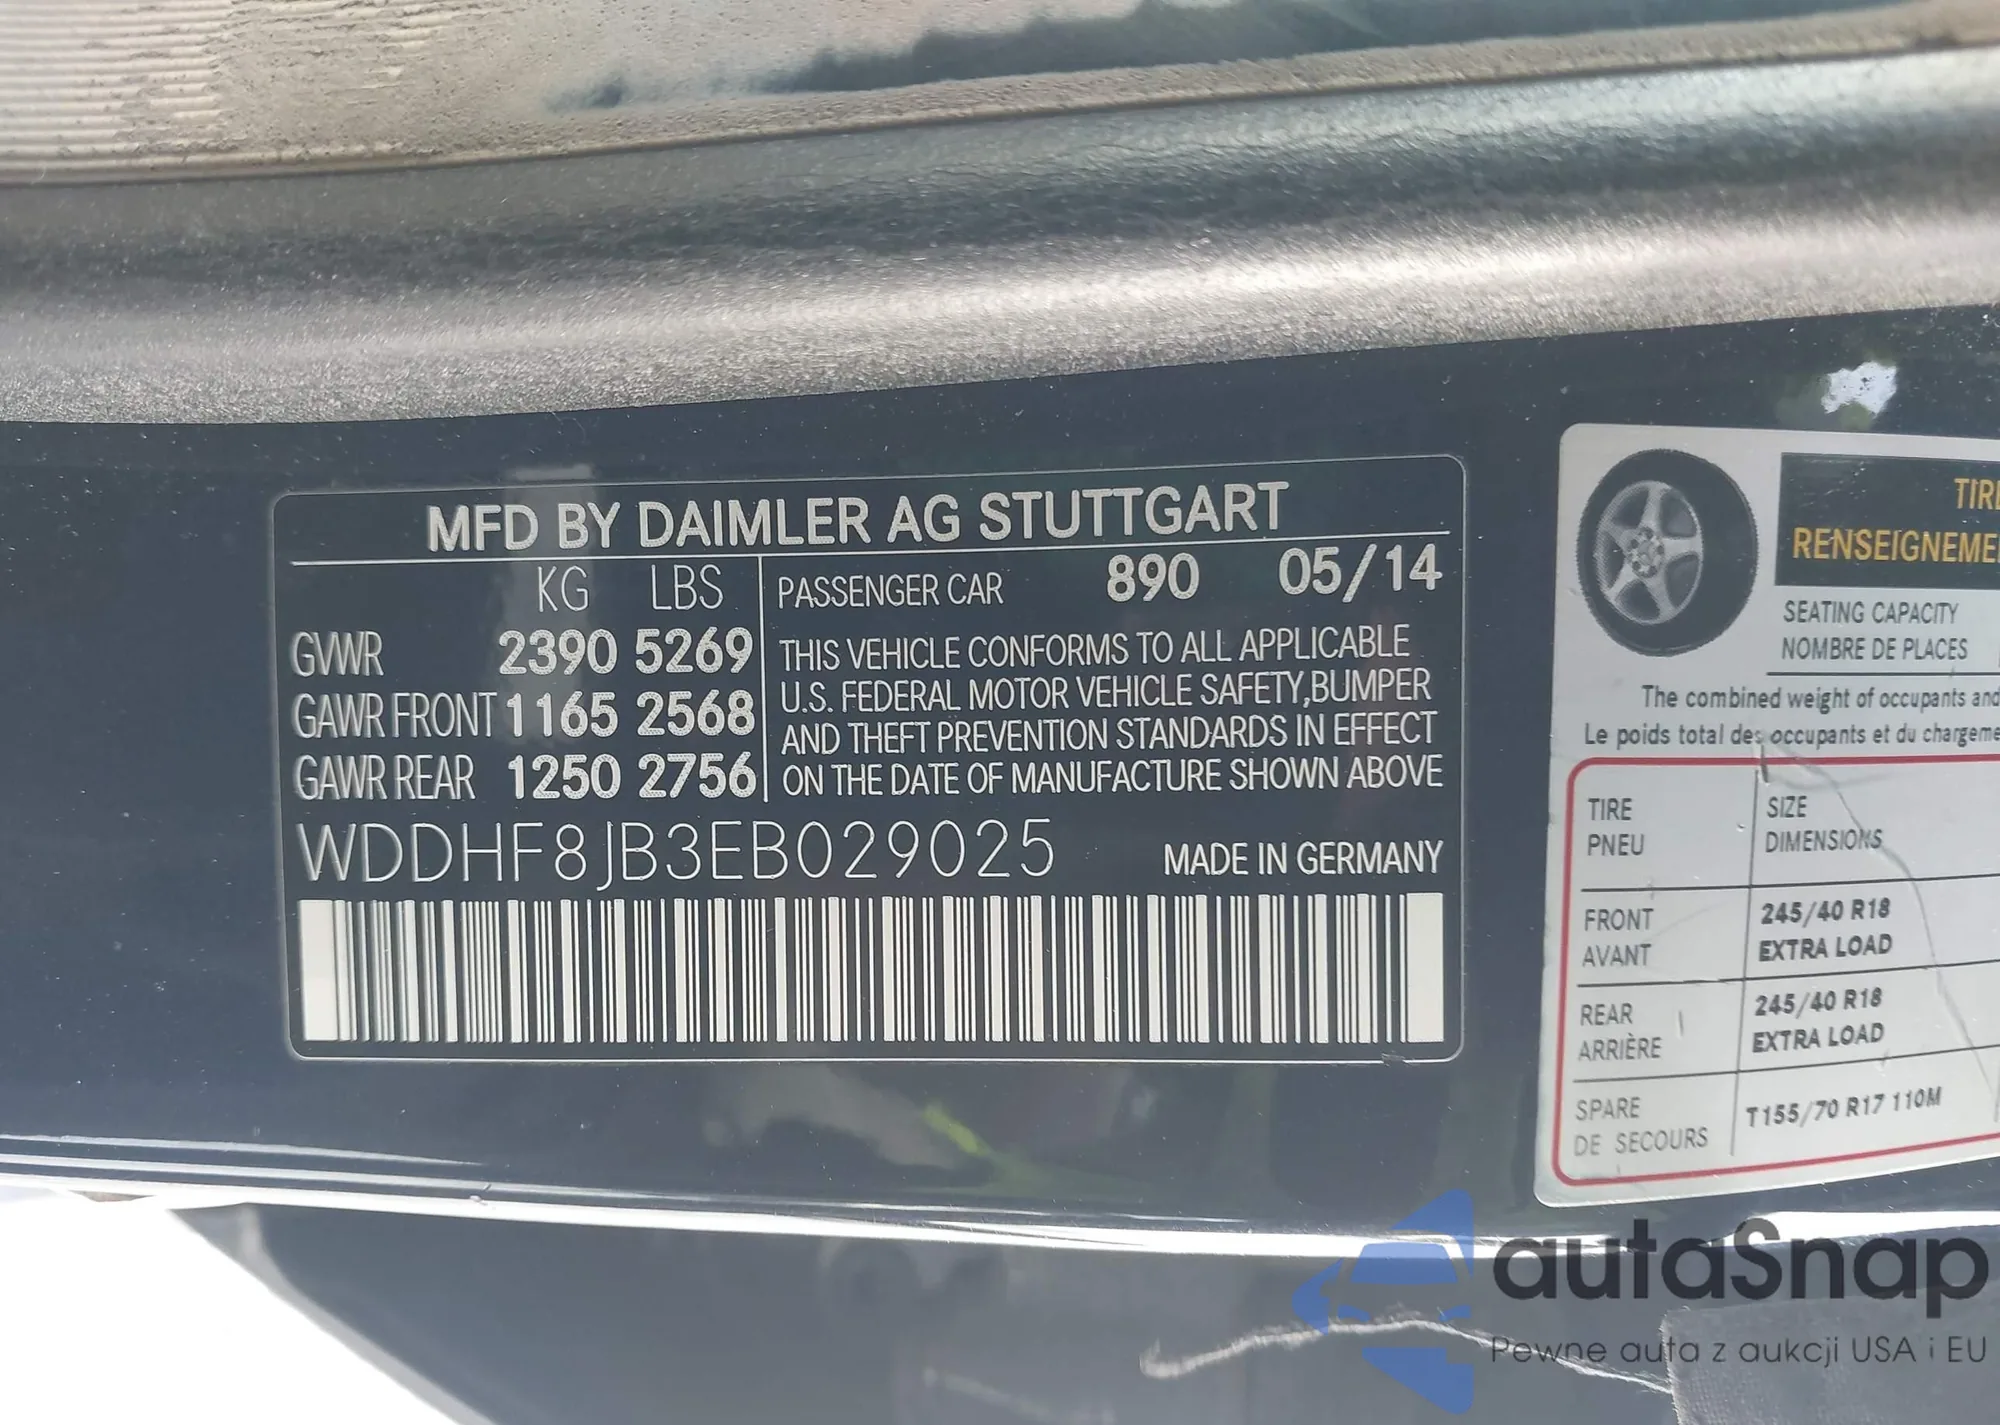 MFD BY DAIMLER AG STUTTGART
KG LBS
GVWR 2390 5269
GAWR FRONT 1165 2568
GAWR REAR 1250 2756
PASSENGER CAR 890 05/14
THIS VEHICLE CONFORMS TO ALL APPLICABLE
U.S. FEDERAL MOTOR VEHICLE SAFETY,BUMPER
AND THEFT PREVENTION STANDARDS IN EFFECT
ON THE DATE OF MANUFACTURE SHOWN ABOVE
WDDHF8JB3EB029025 MADE IN GERMANY
SEATING CAPACITY
NOMBRE DE PLACES
The combined weight of occupants and
Le poids total des occupants et du
TIRE SIZE
PNEU DIMENSIONS
FRONT 245/40 R18
AVANT EXTRA LOAD
REAR 245/40 R18
ARRIÈRE EXTRA LOAD
SPARE T155/70 R17 110M
DE SECOURS
autaSnap
Pewne auta z aukcji USA i EU